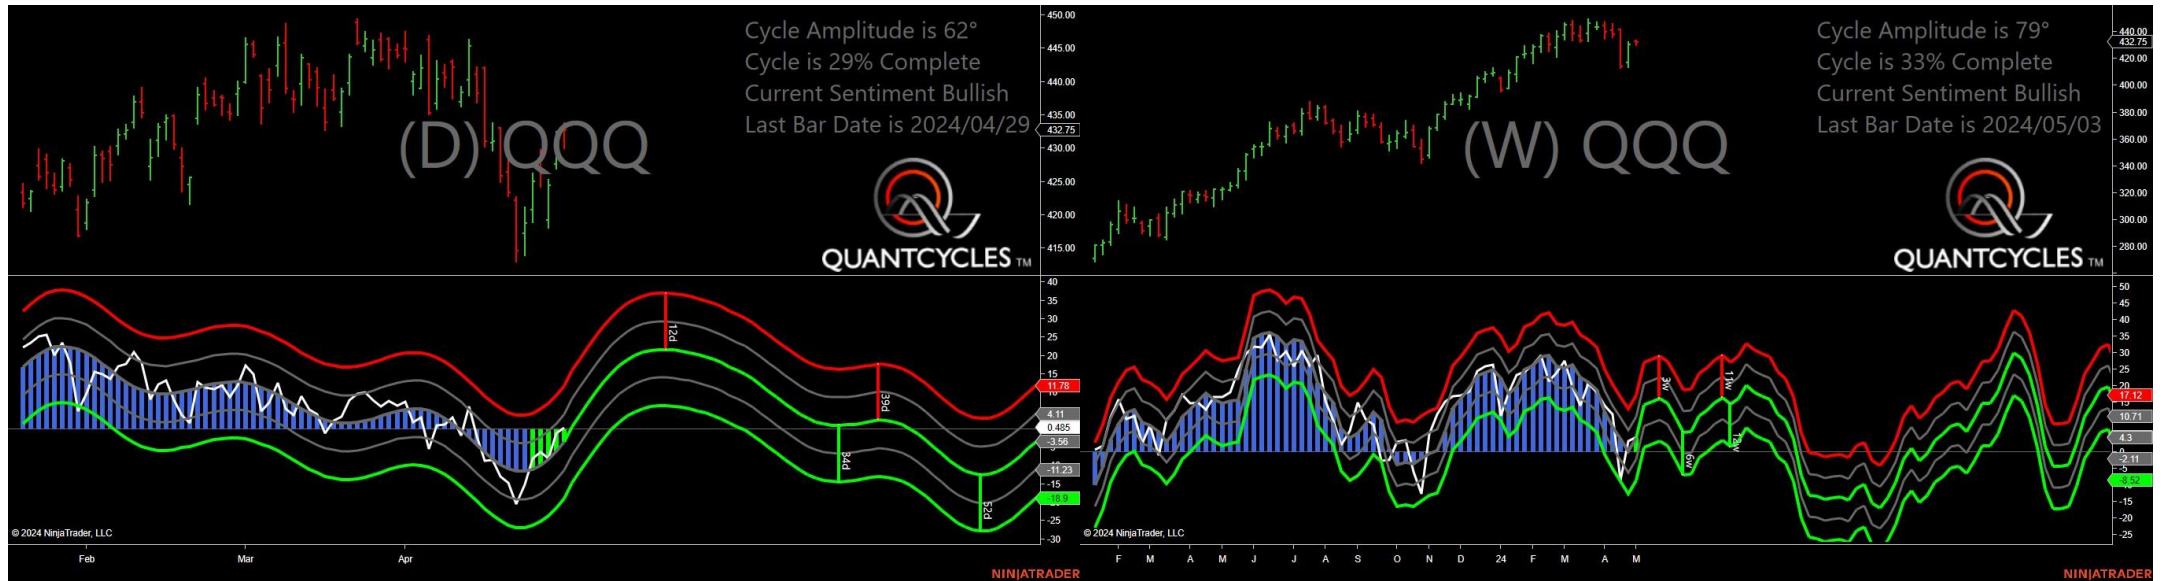 Cycle Amplitude is 62°
Cycle is 29% Complete
Current Sentiment Bullish
Last Bar Date is 2024/04/29
(D) QQQ
QUANTCYCLES TM
450.00
445.00
440.00
435.00
432.75
430.00
425.00
420.00
415.00
40
35
30
25
20
15
11.78
4.11
0.485
-3.56
-11.23
-15
-18.9
-25
-30
12d
34d
39d
52d
© 2024 NinjaTrader, LLC
Feb Mar Apr
NINJATRADER
Cycle Amplitude is 79°
Cycle is 33% Complete
Current Sentiment Bullish
Last Bar Date is 2024/05/03
(W) QQQ
QUANTCYCLES TM
440.00
432.75
420.00
400.00
380.00
360.00
340.00
320.00
300.00
280.00
50
45
40
35
30
25
20
17.12
10.71
4.3
-2.11
-5
-8.52
-15
-20
-25
3w
6w
11w
12w
© 2024 NinjaTrader, LLC
F M A M J J A S O N D 24 F M A M
NINJATRADER